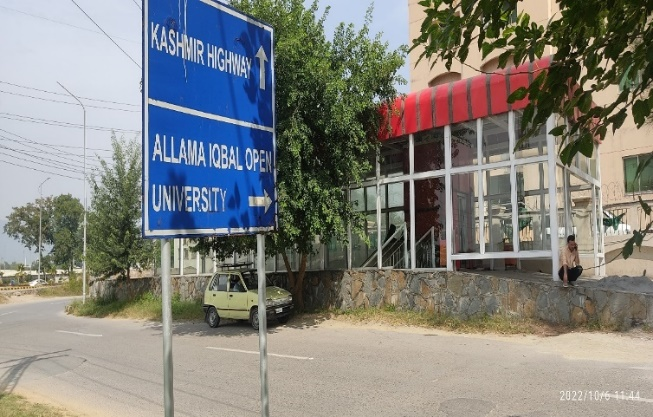 KASHMIR HIGHWAY
ALLAMA IQBAL OPEN
UNIVERSITY
2022/10/6 11:44